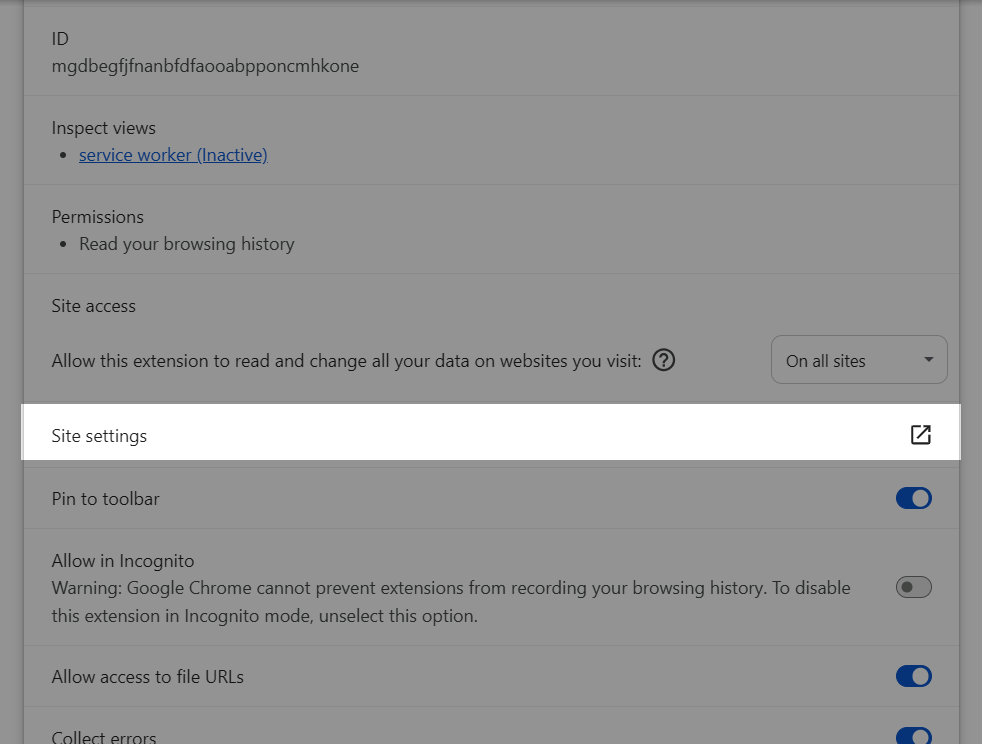 ID
mgdbegfjfnanbfdfaooabpponcmhkone
Inspect views
service worker (Inactive)
Permissions
Read your browsing history
Site access
Allow this extension to read and change all your data on websites you visit:
On all sites
Site settings
Pin to toolbar
Allow in Incognito
Warning: Google Chrome cannot prevent extensions from recording your browsing history. To disable
this extension in Incognito mode, unselect this option.
Allow access to file URLs
Collect errors